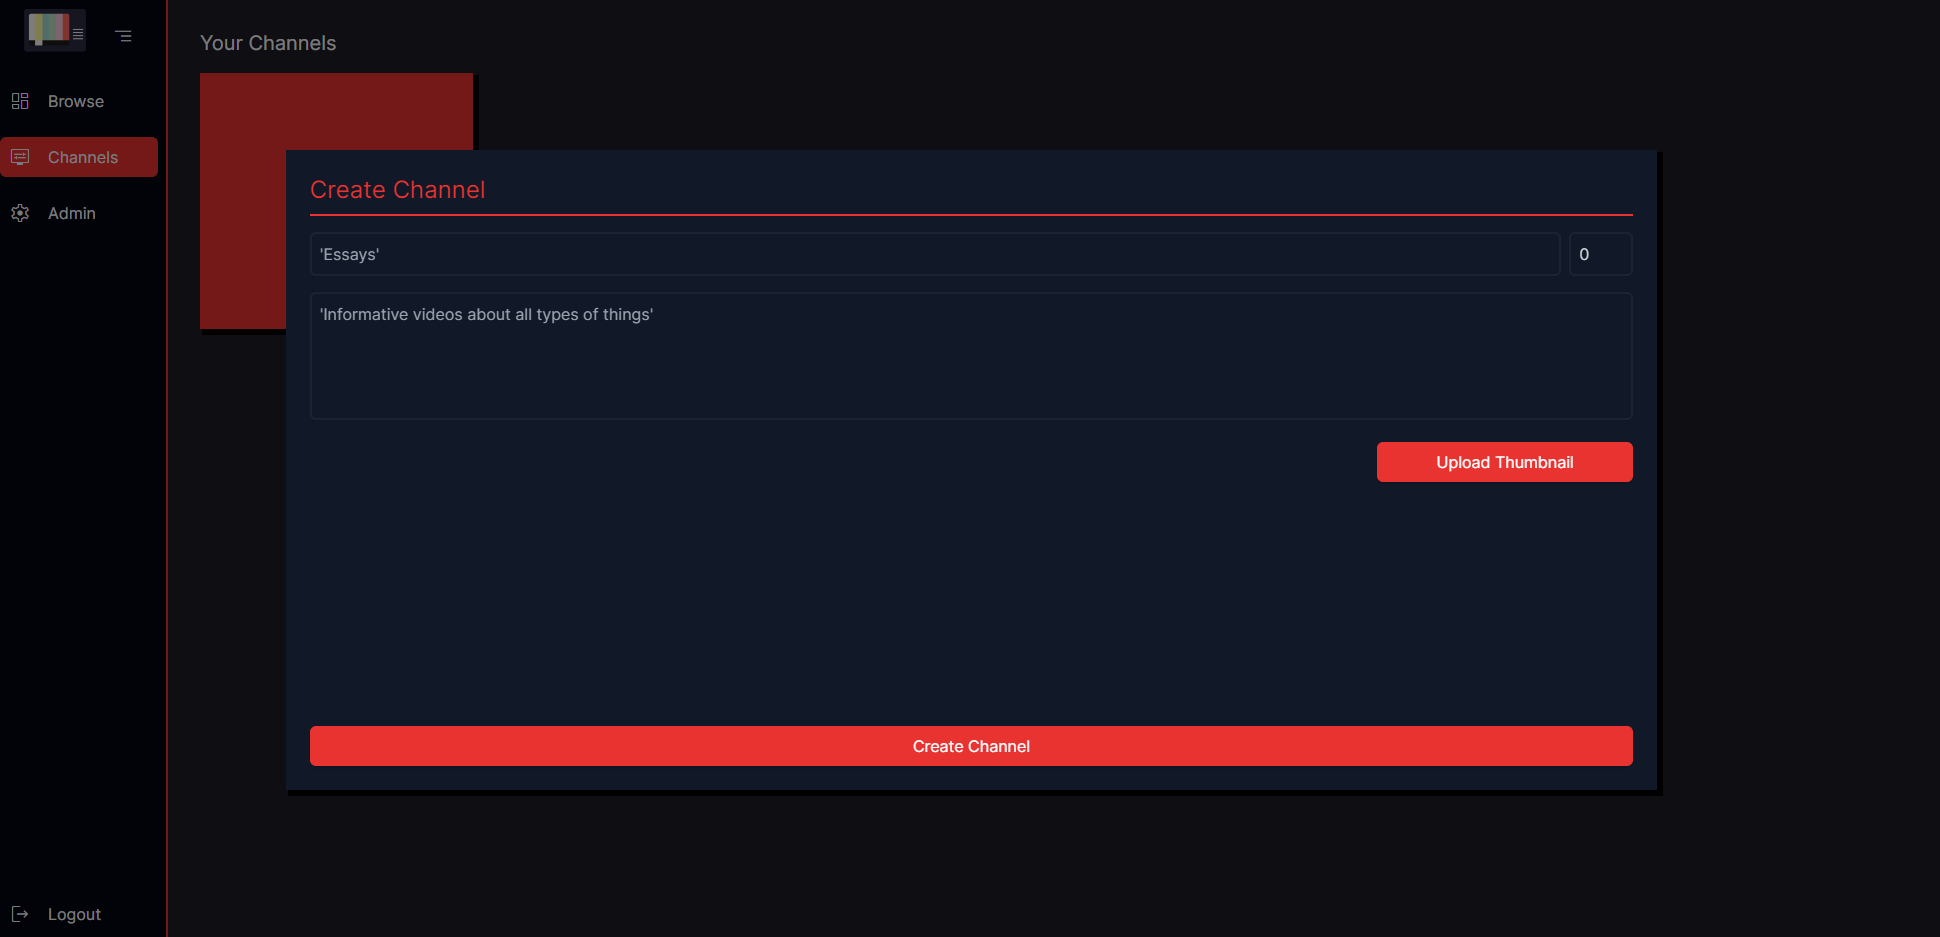 Your Channels
Browse
Channels
Admin
Create Channel
'Essays'
0
'Informative videos about all types of things'
Upload Thumbnail
Create Channel
Logout